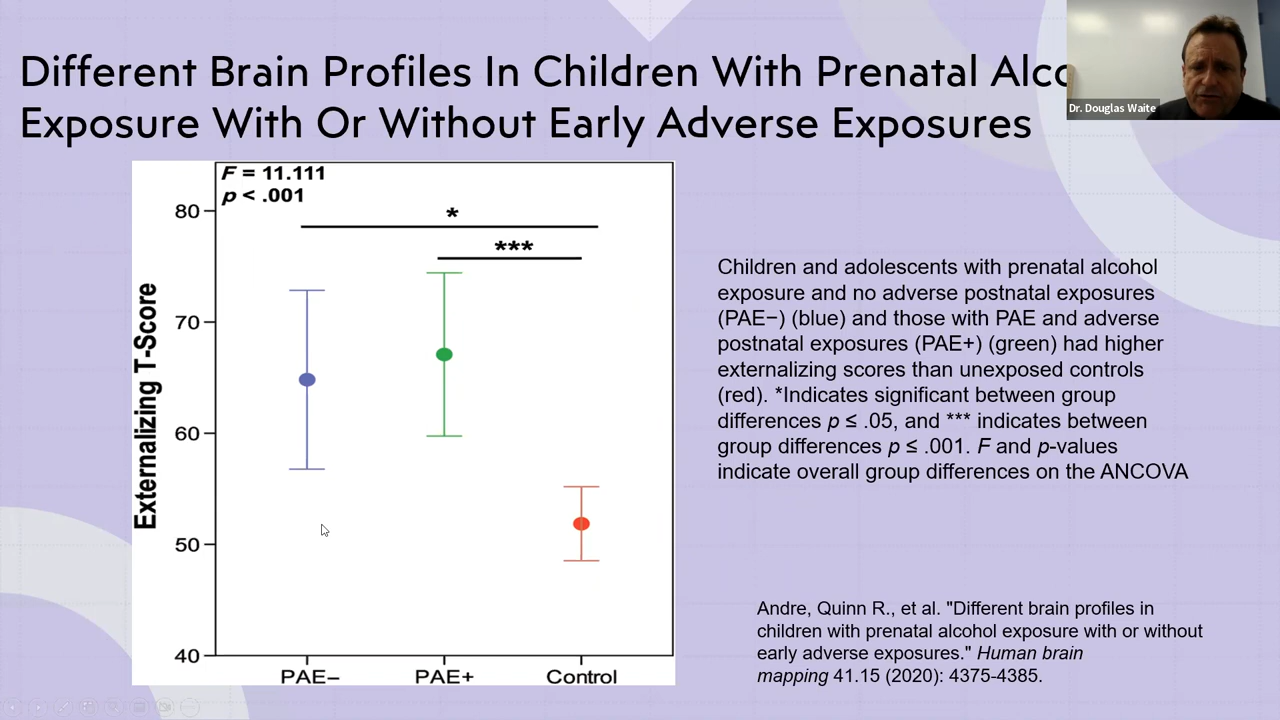 Different Brain Profiles In Children With Prenatal Alco
Exposure With Or Without Early Adverse Exposures
Dr. Douglas Waite
F = 11.111
p < .001
*
***
80
70
60
50
40
Externalizing T-Score
PAE−
PAE+
Control
Children and adolescents with prenatal alcohol
exposure and no adverse postnatal exposures
(PAE−) (blue) and those with PAE and adverse
postnatal exposures (PAE+) (green) had higher
externalizing scores than unexposed controls
(red). *Indicates significant between group
differences p ≤ .05, and *** indicates between
group differences p ≤ .001. F and p-values
indicate overall group differences on the ANCOVA
Andre, Quinn R., et al. "Different brain profiles in
children with prenatal alcohol exposure with or without
early adverse exposures." Human brain
mapping 41.15 (2020): 4375-4385.